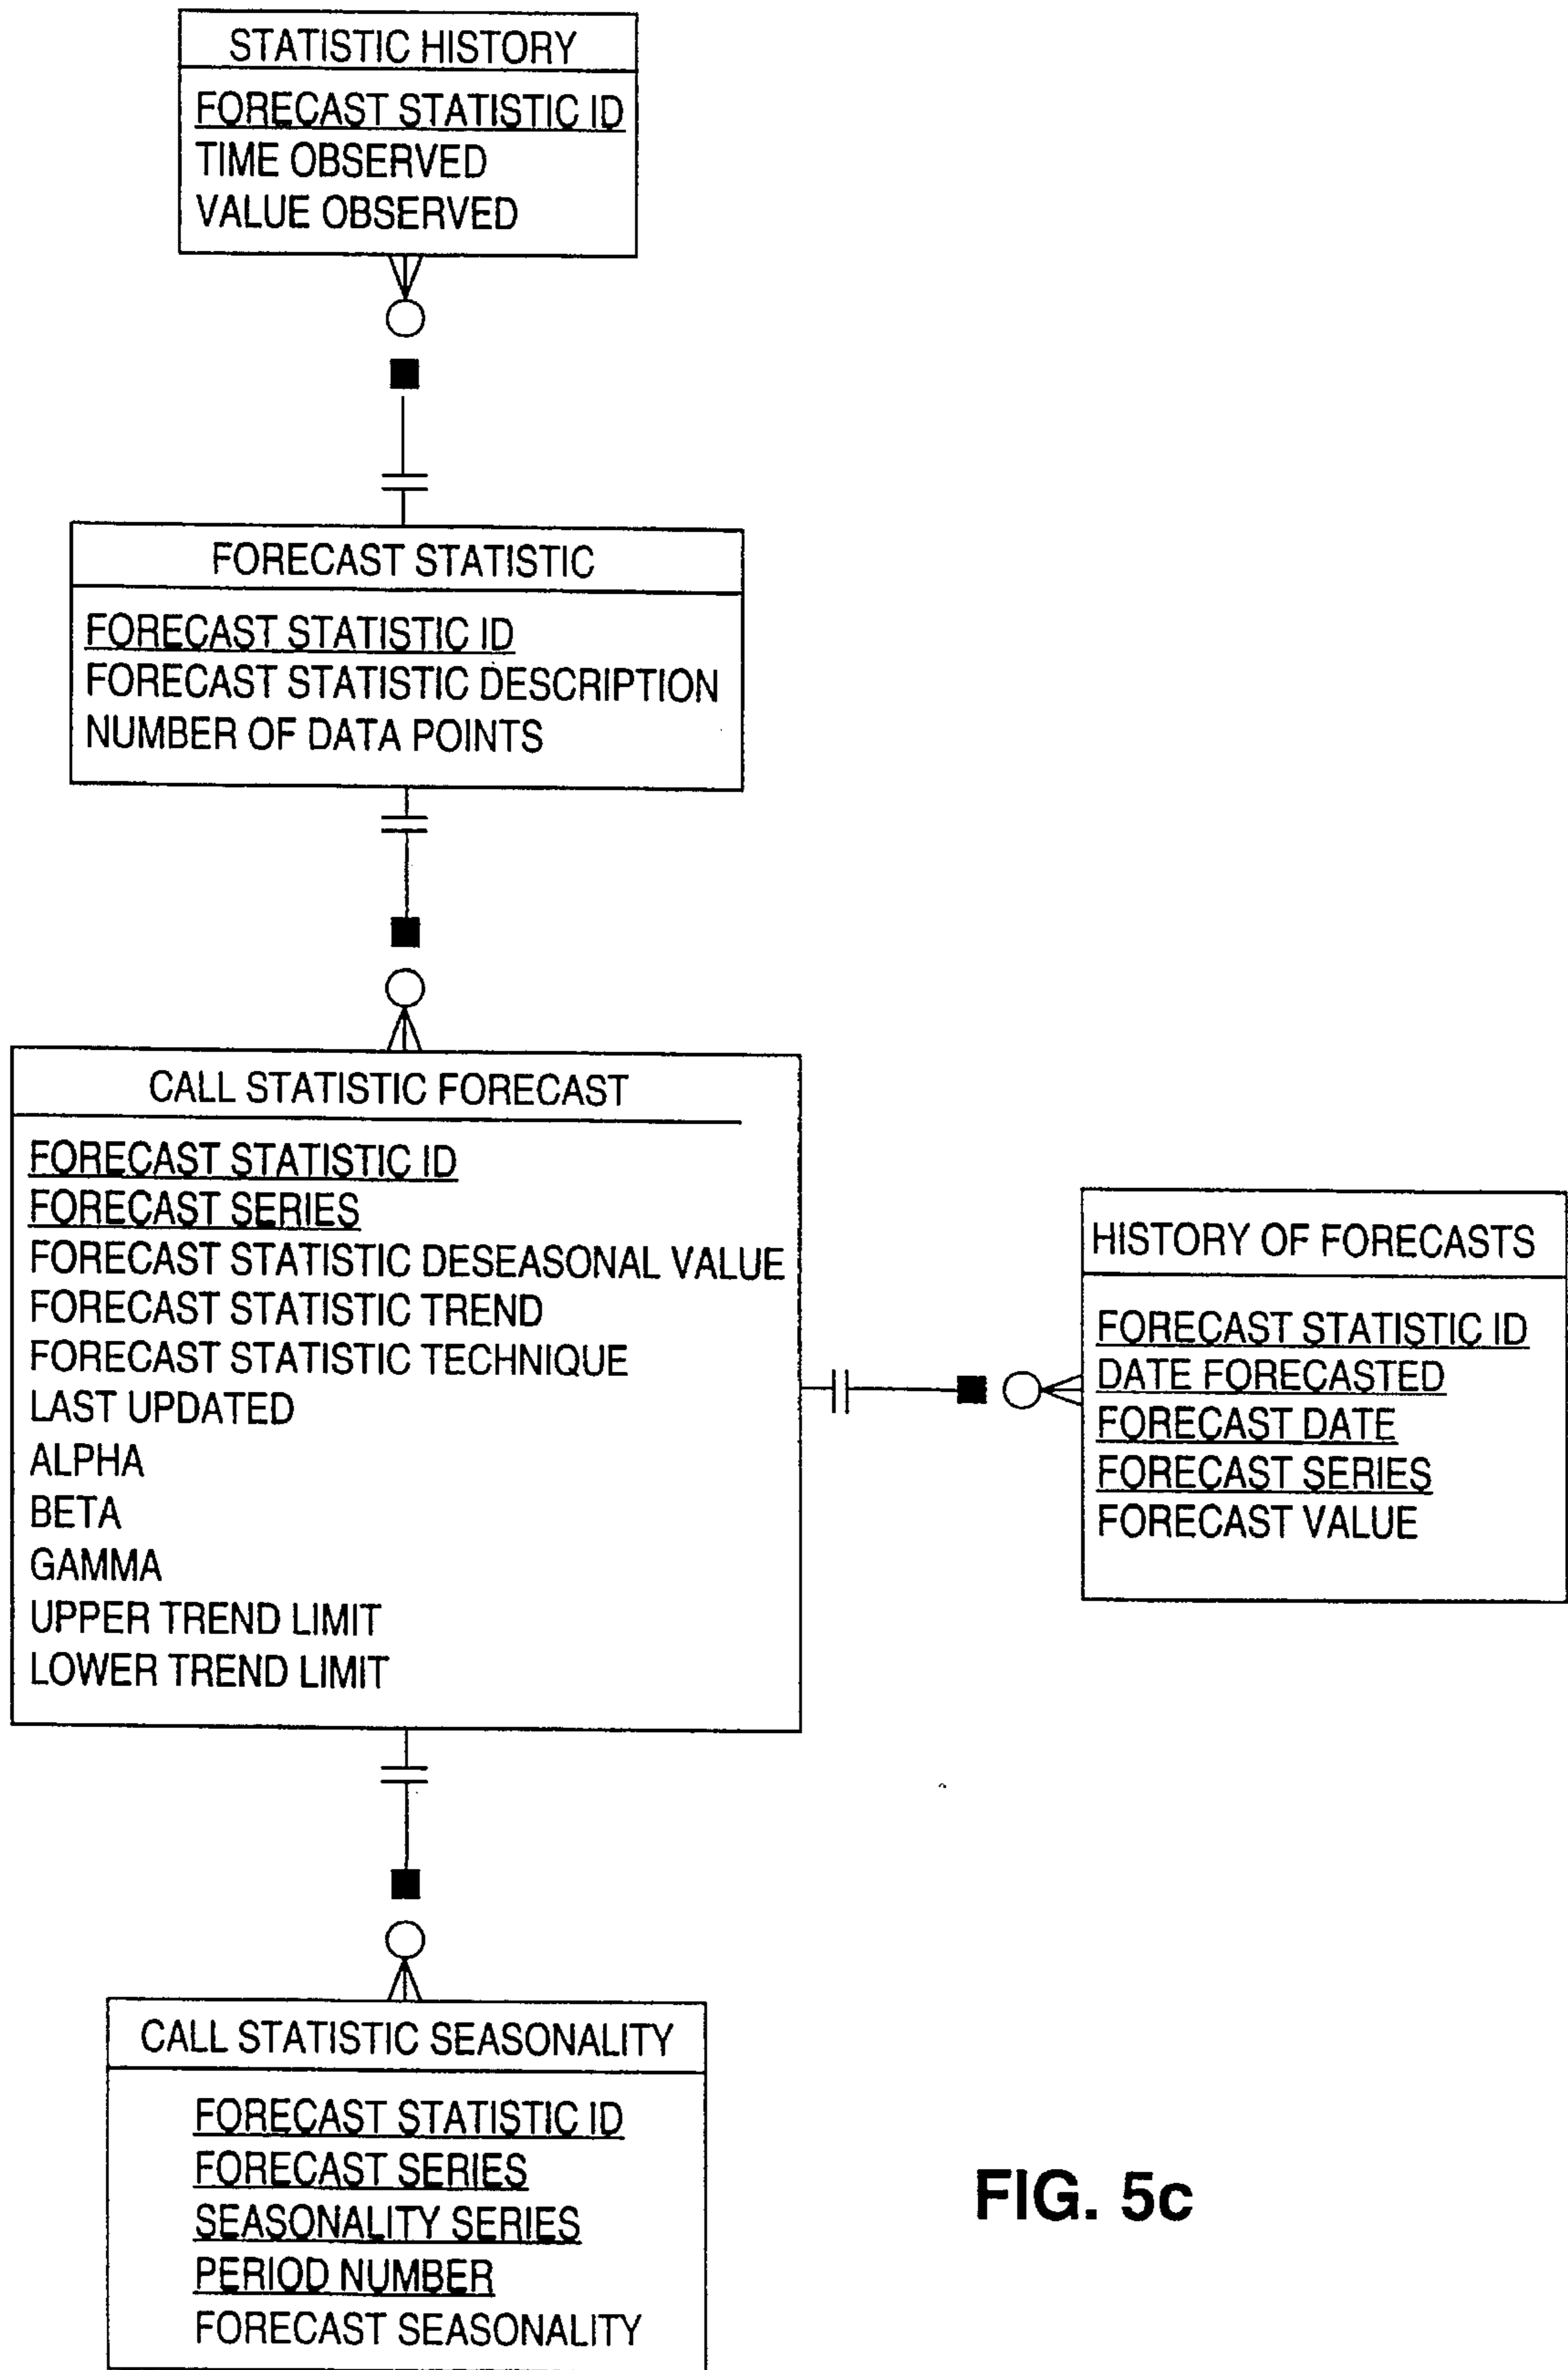 STATISTIC HISTORY
FORECAST STATISTIC ID
TIME OBSERVED
VALUE OBSERVED
FORECAST STATISTIC
FORECAST STATISTIC ID
FORECAST STATISTIC DESCRIPTION
NUMBER OF DATA POINTS
CALL STATISTIC FORECAST
FORECAST STATISTIC ID
FORECAST SERIES
FORECAST STATISTIC DESEASONAL VALUE
FORECAST STATISTIC TREND
FORECAST STATISTIC TECHNIQUE
LAST UPDATED
ALPHA
BETA
GAMMA
UPPER TREND LIMIT
LOWER TREND LIMIT
HISTORY OF FORECASTS
FORECAST STATISTIC ID
DATE FORECASTED
FORECAST DATE
FORECAST SERIES
FORECAST VALUE
CALL STATISTIC SEASONALITY
FORECAST STATISTIC ID
FORECAST SERIES
SEASONALITY SERIES
PERIOD NUMBER
FORECAST SEASONALITY
FIG. 5c